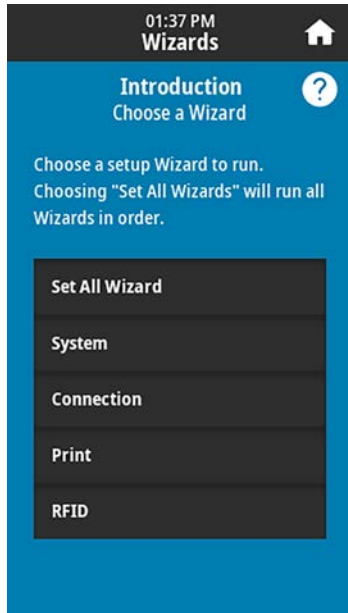 01:37 PM
Wizards
Introduction
?
Choose a Wizard
Choose a setup Wizard to run.
Choosing "Set All Wizards" will run all
Wizards in order.
Set All Wizard
System
Connection
Print
RFID